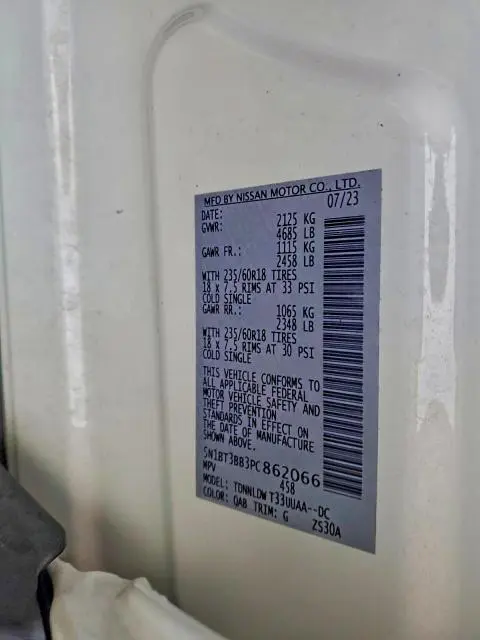 MFD BY NISSAN MOTOR CO., LTD.
DATE: 07/23
GVWR: 2125 KG
4685 LB
GAWR FR.: 1115 KG
2458 LB
WITH 235/60R18 TIRES
18 x 7.5 RIMS AT 33 PSI
COLD SINGLE
GAWR RR.: 1065 KG
2348 LB
WITH 235/60R18 TIRES
18 x 7.5 RIMS AT 30 PSI
COLD SINGLE
THIS VEHICLE CONFORMS TO
ALL APPLICABLE FEDERAL
MOTOR VEHICLE SAFETY AND
THEFT PREVENTION
STANDARDS IN EFFECT ON
THE DATE OF MANUFACTURE
SHOWN ABOVE.
5N1BT3BB3PC862066
MPV 458
MODEL: TDNNLDW T33UUAA--DC
COLOR: QAB TRIM: G 2S30A